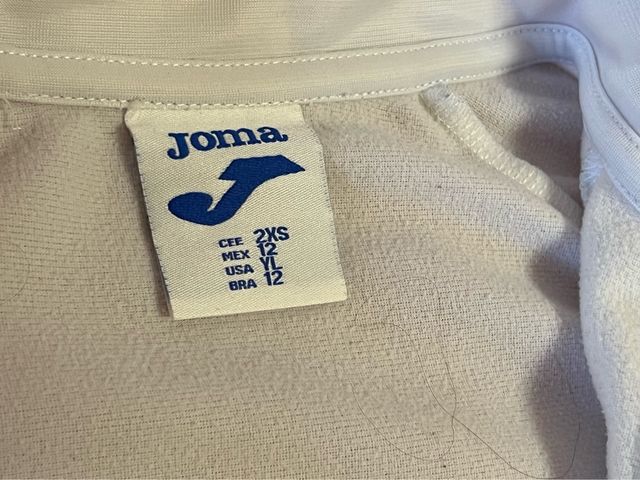 Joma
CEE 2XS
MEX 12
USA YL
BRA 12